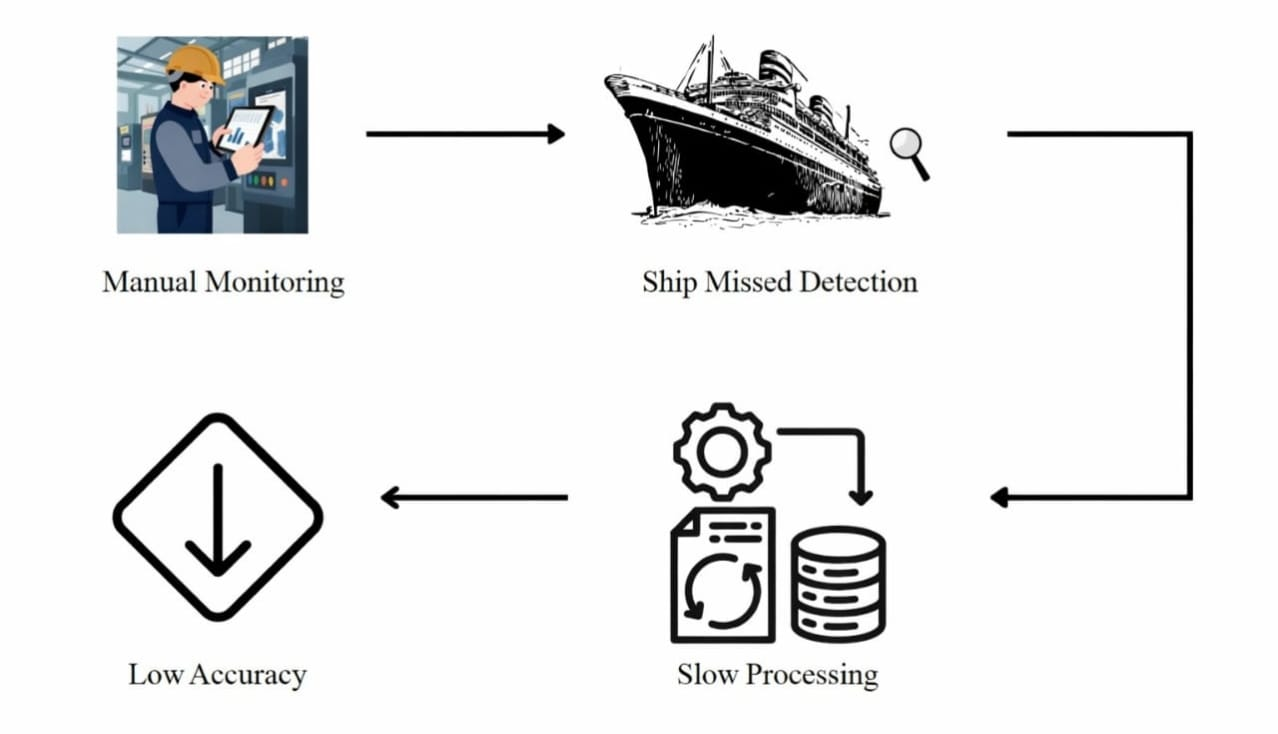 Manual Monitoring
Ship Missed Detection
Slow Processing
Low Accuracy